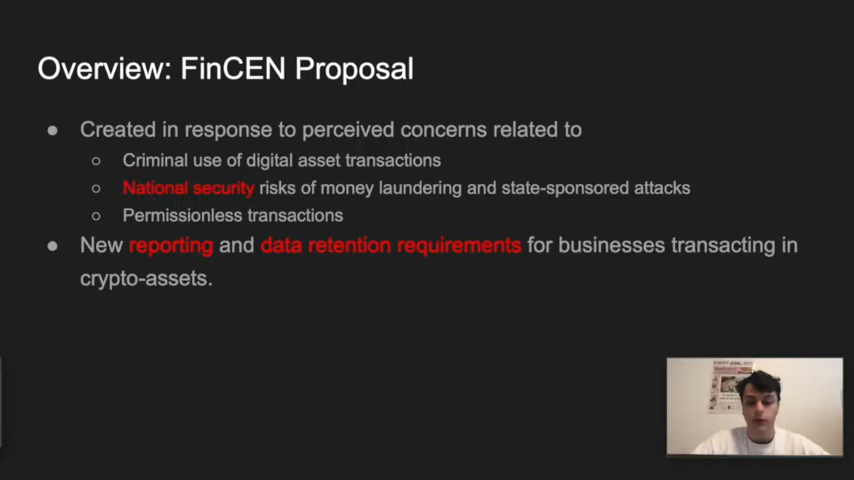 Overview: FinCEN Proposal
● Created in response to perceived concerns related to
○ Criminal use of digital asset transactions
○ National security risks of money laundering and state-sponsored attacks
○ Permissionless transactions
● New reporting and data retention requirements for businesses transacting in
crypto-assets.